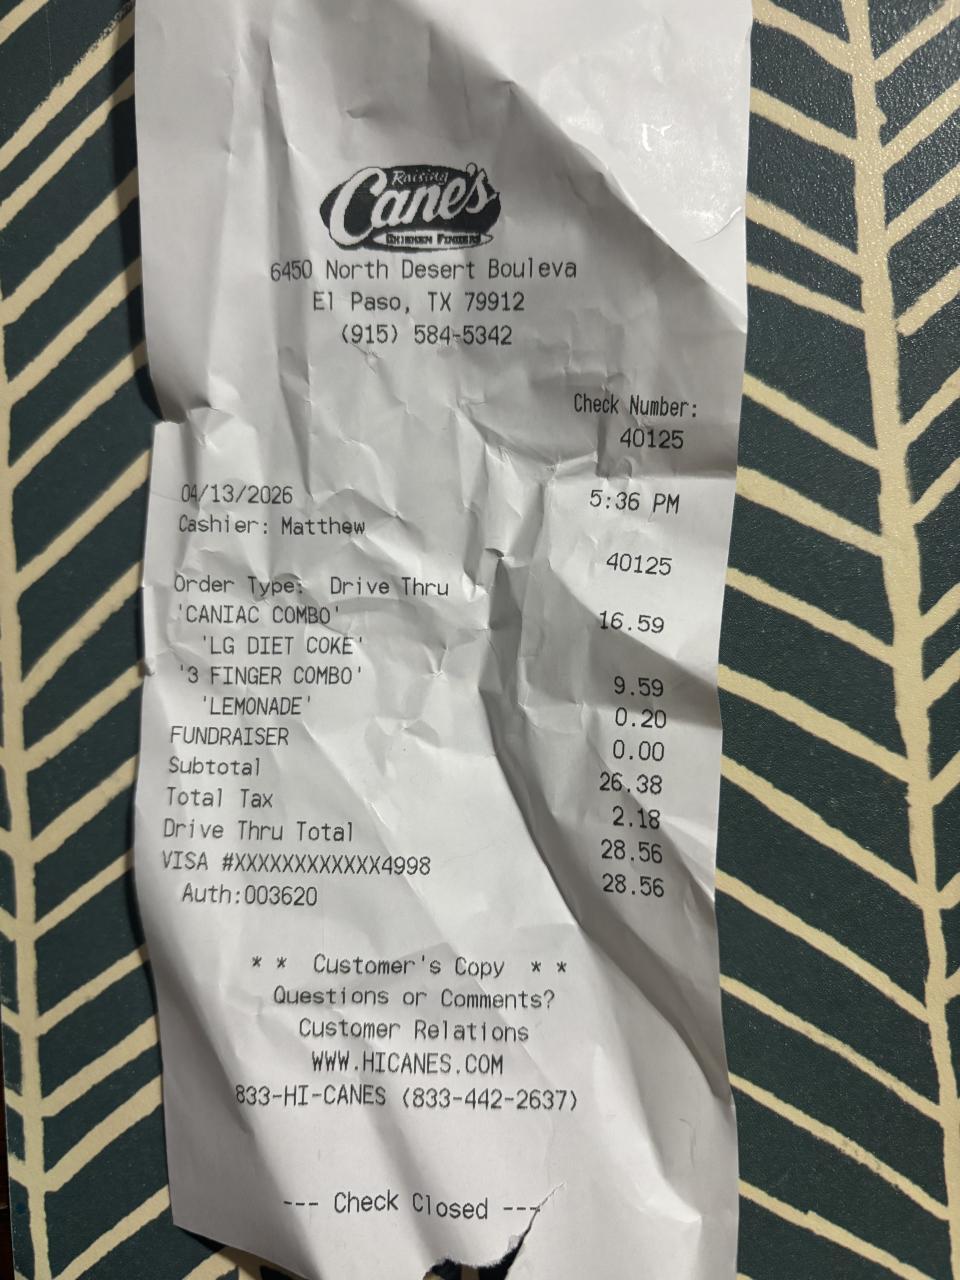 Raising
Cane's
CHICKEN FINGERS
6450 North Desert Bouleva
El Paso, TX 79912
(915) 584-5342
Check Number:
40125
04/13/2026 5:36 PM
Cashier: Matthew
40125
Order Type: Drive Thru
'CANIAC COMBO' 16.59
'LG DIET COKE'
'3 FINGER COMBO' 9.59
'LEMONADE' 0.20
FUNDRAISER 0.00
Subtotal 26.38
Total Tax 2.18
Drive Thru Total 28.56
VISA #XXXXXXXXXXXX4998 28.56
Auth:003620
* * Customer's Copy * *
Questions or Comments?
Customer Relations
WWW.HICANES.COM
833-HI-CANES (833-442-2637)
--- Check Closed ---